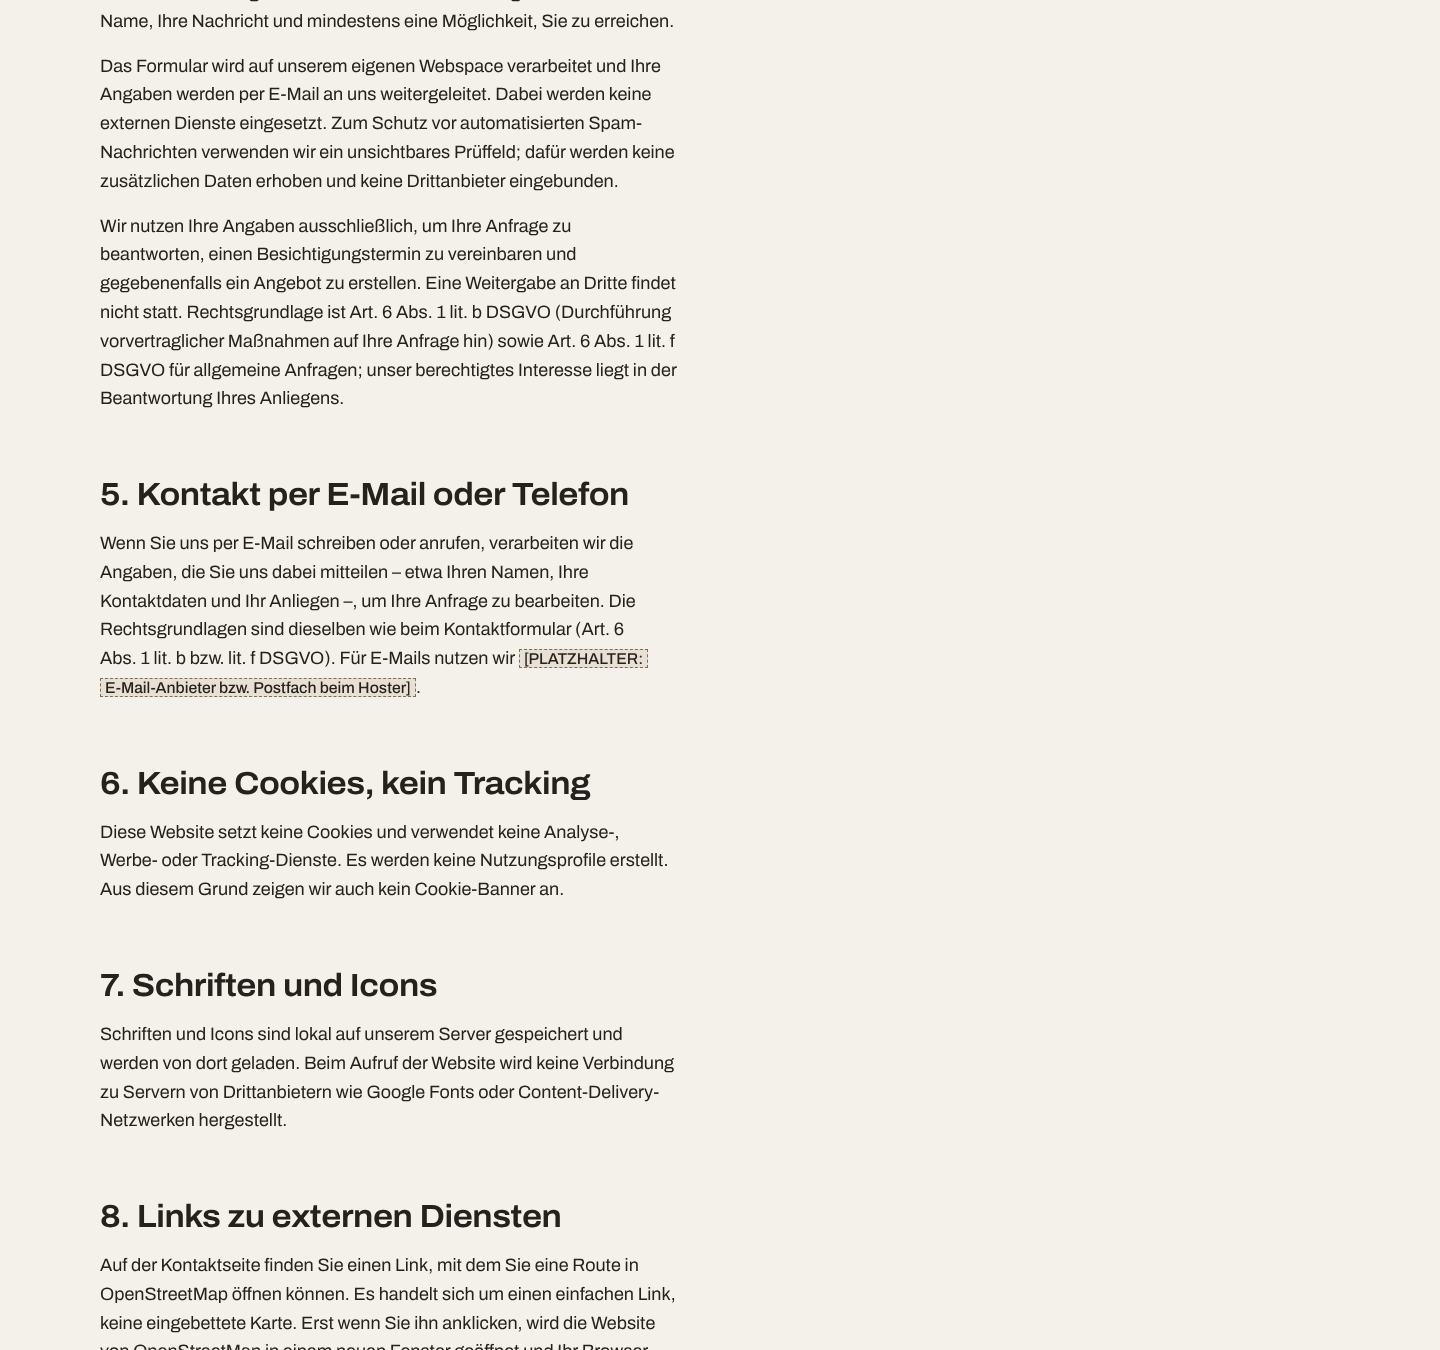 Name, Ihre Nachricht und mindestens eine Möglichkeit, Sie zu erreichen.
Das Formular wird auf unserem eigenen Webspace verarbeitet und Ihre
Angaben werden per E-Mail an uns weitergeleitet. Dabei werden keine
externen Dienste eingesetzt. Zum Schutz vor automatisierten Spam-
Nachrichten verwenden wir ein unsichtbares Prüffeld; dafür werden keine
zusätzlichen Daten erhoben und keine Drittanbieter eingebunden.
Wir nutzen Ihre Angaben ausschließlich, um Ihre Anfrage zu
beantworten, einen Besichtigungstermin zu vereinbaren und
gegebenenfalls ein Angebot zu erstellen. Eine Weitergabe an Dritte findet
nicht statt. Rechtsgrundlage ist Art. 6 Abs. 1 lit. b DSGVO (Durchführung
vorvertraglicher Maßnahmen auf Ihre Anfrage hin) sowie Art. 6 Abs. 1 lit. f
DSGVO für allgemeine Anfragen; unser berechtigtes Interesse liegt in der
Beantwortung Ihres Anliegens.
5. Kontakt per E-Mail oder Telefon
Wenn Sie uns per E-Mail schreiben oder anrufen, verarbeiten wir die
Angaben, die Sie uns dabei mitteilen – etwa Ihren Namen, Ihre
Kontaktdaten und Ihr Anliegen –, um Ihre Anfrage zu bearbeiten. Die
Rechtsgrundlagen sind dieselben wie beim Kontaktformular (Art. 6
Abs. 1 lit. b bzw. lit. f DSGVO). Für E-Mails nutzen wir [PLATZHALTER:
E-Mail-Anbieter bzw. Postfach beim Hoster].
6. Keine Cookies, kein Tracking
Diese Website setzt keine Cookies und verwendet keine Analyse-,
Werbe- oder Tracking-Dienste. Es werden keine Nutzungsprofile erstellt.
Aus diesem Grund zeigen wir auch kein Cookie-Banner an.
7. Schriften und Icons
Schriften und Icons sind lokal auf unserem Server gespeichert und
werden von dort geladen. Beim Aufruf der Website wird keine Verbindung
zu Servern von Drittanbietern wie Google Fonts oder Content-Delivery-
Netzwerken hergestellt.
8. Links zu externen Diensten
Auf der Kontaktseite finden Sie einen Link, mit dem Sie eine Route in
OpenStreetMap öffnen können. Es handelt sich um einen einfachen Link,
keine eingebettete Karte. Erst wenn Sie ihn anklicken, wird die Website
von OpenStreetMap in einem neuen Fenster geöffnet und Ihr Browser